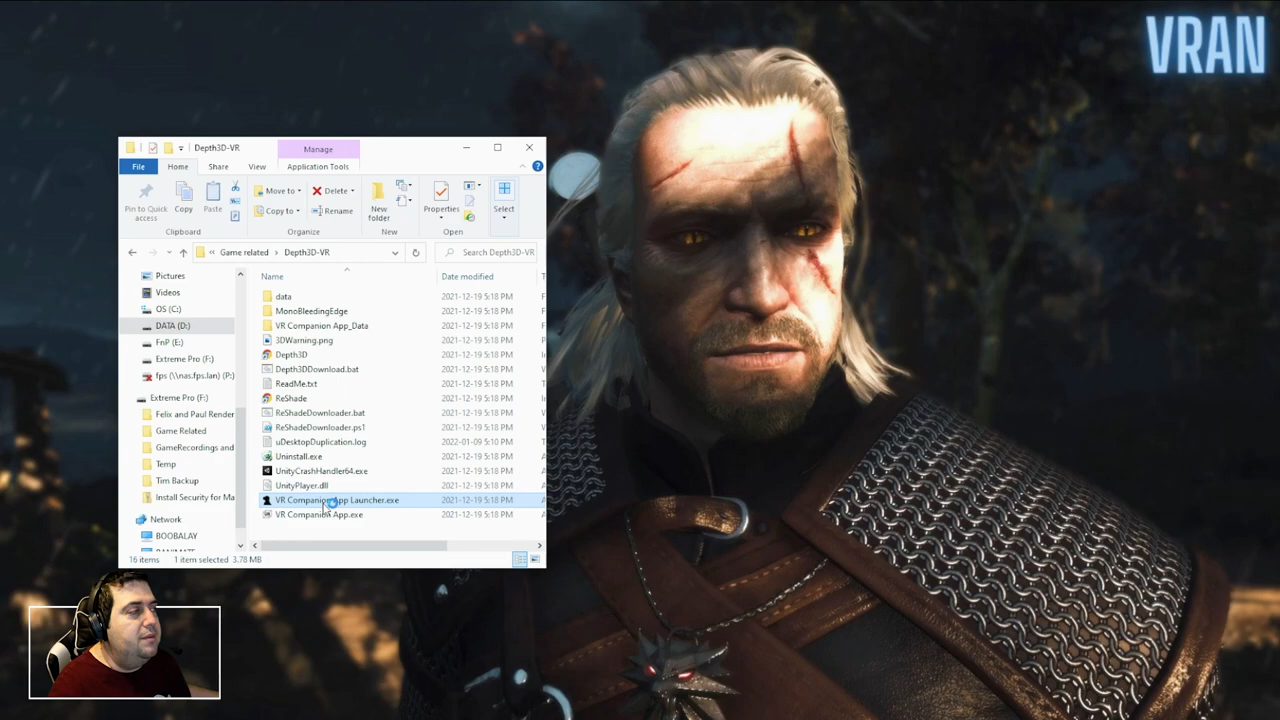 VRAN
Depth3D-VR
Manage
File
Home
Share
View
Application Tools
Pin to Quick access
Copy
Paste
Move to
Copy to
Delete
Rename
New folder
Properties
Select
Clipboard
Organize
New
Open
« Game related > Depth3D-VR
Search Depth3D-VR
Name
Date modified
Pictures
Videos
OS (C:)
DATA (D:)
FnP (E:)
Extreme Pro (F:)
fps (\\nas.fps.lan) (P:)
Extreme Pro (F:)
Felix and Paul Render
Game Related
GameRecordings and
Temp
Tim Backup
Install Security for Ma
Network
BOOBALAY
data 2021-12-19 5:18 PM
MonoBleedingEdge 2021-12-19 5:18 PM
VR Companion App_Data 2021-12-19 5:18 PM
3DWarning.png 2021-12-19 5:18 PM
Depth3D 2021-12-19 5:18 PM
Depth3DDownload.bat 2021-12-19 5:18 PM
ReadMe.txt 2021-12-19 5:18 PM
ReShade 2021-12-19 5:18 PM
ReShadeDownloader.bat 2021-12-19 5:18 PM
ReShadeDownloader.ps1 2021-12-19 5:18 PM
uDesktopDuplication.log 2022-01-09 5:10 PM
Uninstall.exe 2021-12-19 5:18 PM
UnityCrashHandler64.exe 2021-12-19 5:18 PM
UnityPlayer.dll 2021-12-19 5:18 PM
VR Companion App Launcher.exe 2021-12-19 5:18 PM
VR Companion App.exe 2021-12-19 5:18 PM
16 items 1 item selected 3.78 MB